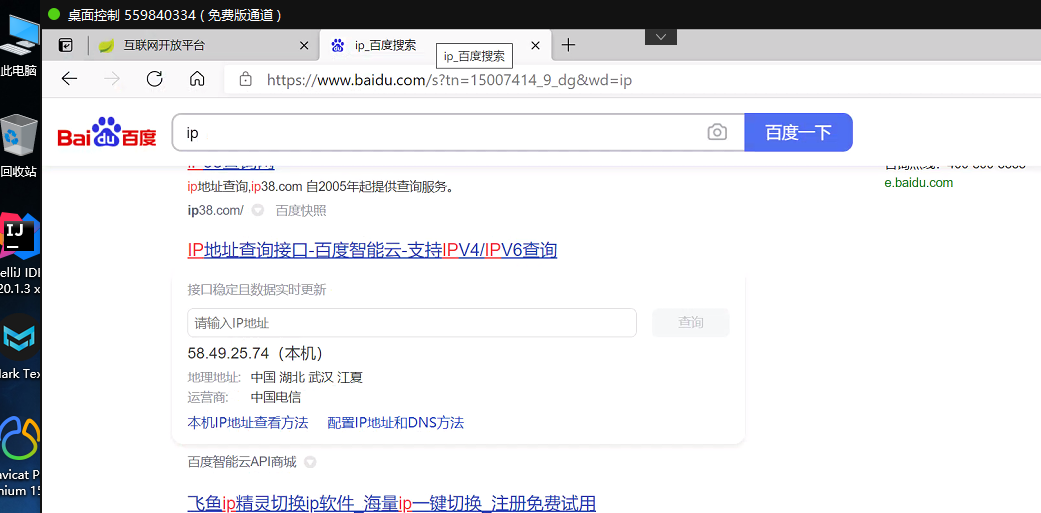 桌面控制 559840334 ( 免费版通道 )
互联网开放平台
ip_百度搜索
ip_百度搜索
https://www.baidu.com/s?tn=15007414_9_dg&wd=ip
此电脑
回收站
IJ
elliJ IDI
20.1.3 x
Mark Tex
avicat P
nium 15
Bai du 百度
ip
百度一下
ip地址查询,ip38.com 自2005年起提供查询服务。
ip38.com/
百度快照
e.baidu.com
IP地址查询接口-百度智能云-支持IPV4/IPV6查询
接口稳定且数据实时更新
请输入IP地址
查询
58.49.25.74（本机）
地理地址: 中国 湖北 武汉 江夏
运营商: 中国电信
本机IP地址查看方法
配置IP地址和DNS方法
百度智能云API商城
飞鱼ip精灵切换ip软件_海量ip一键切换_注册免费试用